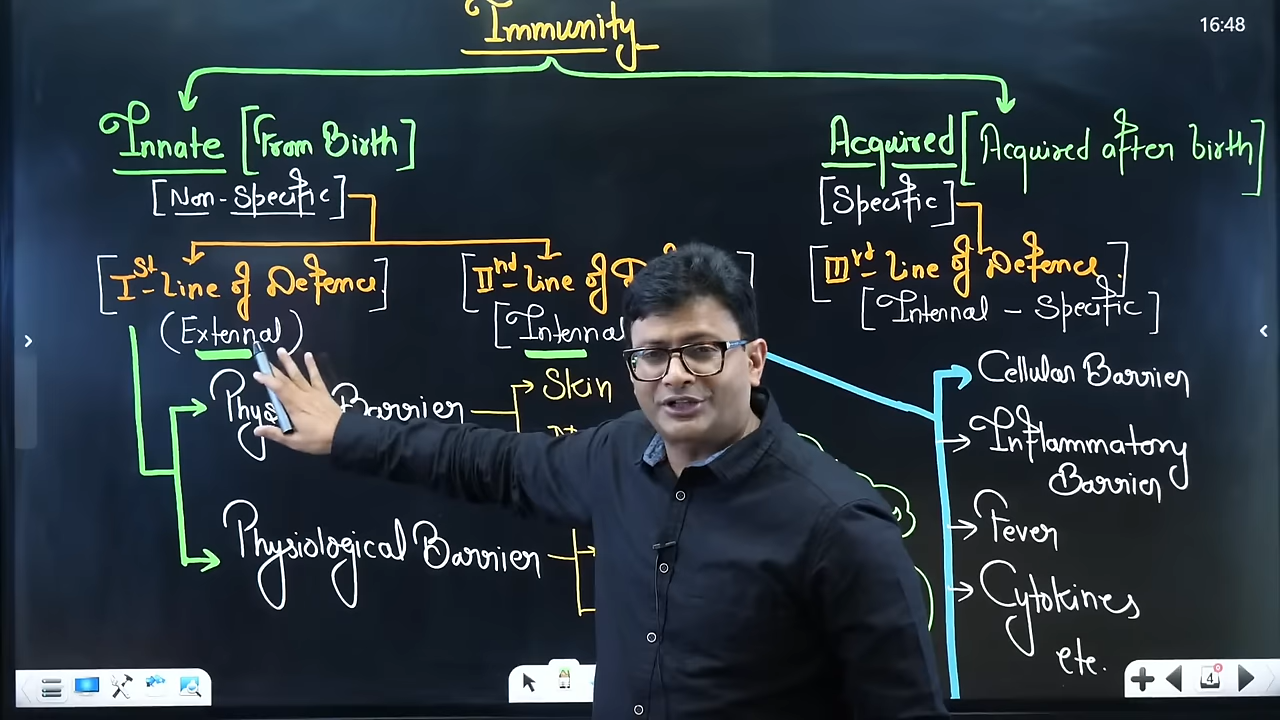 Immunity
16:48
Innate [From Birth]
Acquired [Acquired after birth]
[Non-Specific]
[Specific]
[Ist-Line of Defence]
[IInd-Line of
[IIIrd-Line of Defence]
(External)
[Internal
[Internal - Specific]
Barrier
Skin
Cellular Barrier
Inflammatory
Barrier
Physiological Barrier
Fever
Cytokines
etc.
4